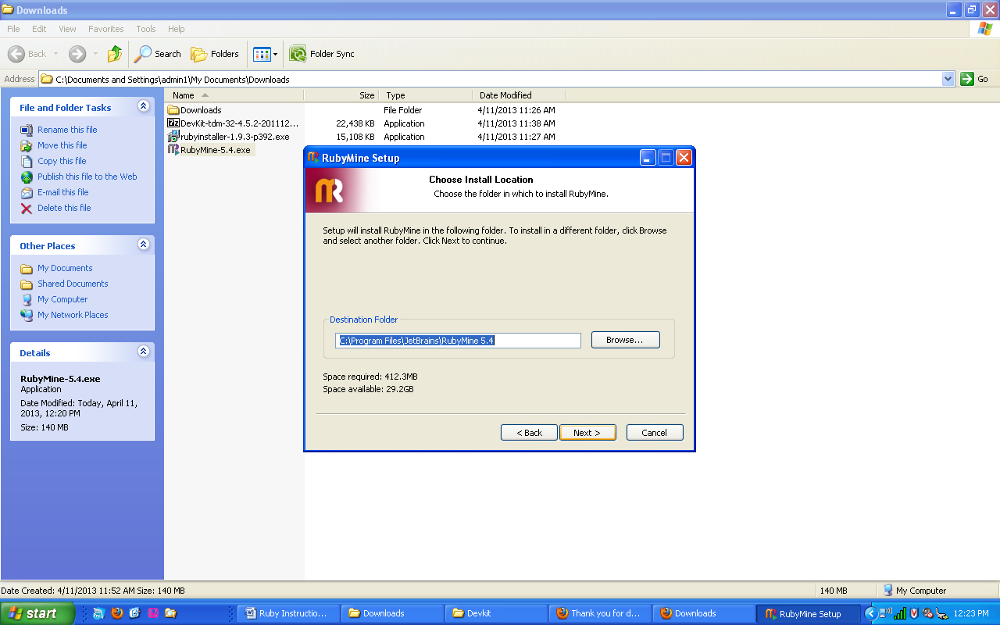 Downloads
File Edit View Favorites Tools Help
Back Search Folders Folder Sync
Address C:\Documents and Settings\admin1\My Documents\Downloads Go
File and Folder Tasks
Rename this file
Move this file
Copy this file
Publish this file to the Web
E-mail this file
Delete this file
Other Places
My Documents
Shared Documents
My Computer
My Network Places
Details
RubyMine-5.4.exe
Application
Date Modified: Today, April 11,
2013, 12:20 PM
Size: 140 MB
Name Size Type Date Modified
Downloads File Folder 4/11/2013 11:26 AM
DevKit-tdm-32-4.5.2-201112... 22,438 KB Application 4/11/2013 11:38 AM
rubyinstaller-1.9.3-p392.exe 15,108 KB Application 4/11/2013 11:27 AM
RubyMine-5.4.exe
RubyMine Setup
Choose Install Location
Choose the folder in which to install RubyMine.
Setup will install RubyMine in the following folder. To install in a different folder, click Browse
and select another folder. Click Next to continue.
Destination Folder
C:\Program Files\JetBrains\RubyMine 5.4
Browse...
Space required: 412.3MB
Space available: 29.2GB
< Back Next > Cancel
Date Created: 4/11/2013 11:52 AM Size: 140 MB 140 MB My Computer
start Ruby Instructio... Downloads Devkit Thank you for d... Downloads RubyMine Setup 12:23 PM